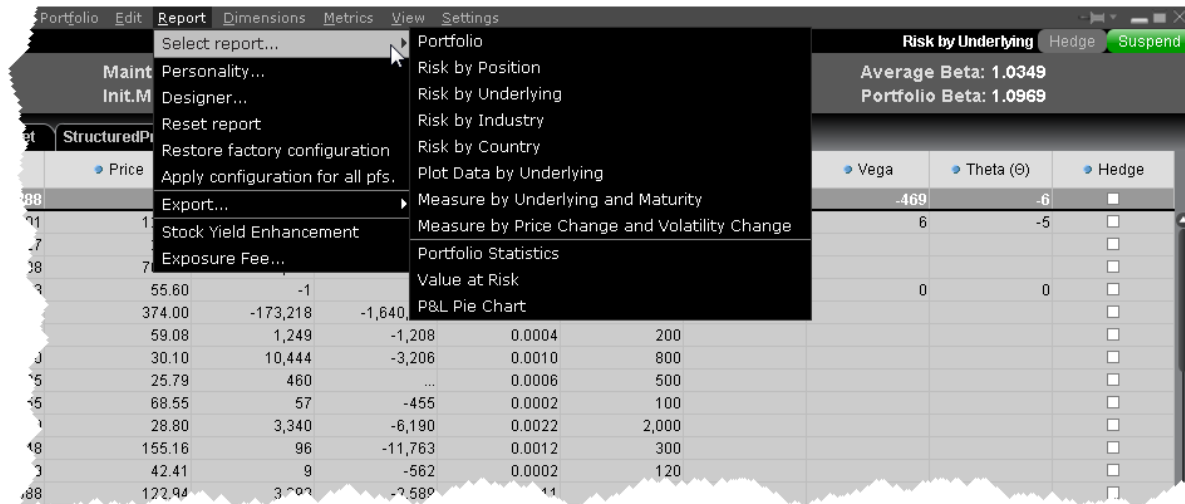 Portfolio Edit Report Dimensions Metrics View Settings
Risk by Underlying Hedge Suspend
Select report...
Personality...
Designer...
Reset report
Restore factory configuration
Apply configuration for all pfs.
Export...
Stock Yield Enhancement
Exposure Fee...
Portfolio
Risk by Position
Risk by Underlying
Risk by Industry
Risk by Country
Plot Data by Underlying
Measure by Underlying and Maturity
Measure by Price Change and Volatility Change
Portfolio Statistics
Value at Risk
P&L Pie Chart
Maint
Init.M
Average Beta: 1.0349
Portfolio Beta: 1.0969
Price Vega Theta (Θ) Hedge
-469 -6
6 -5
55.60 -1 0 0
374.00 -173,218
59.08 1,249 -1,208 0.0004 200
30.10 10,444 -3,206 0.0010 800
25.79 460 ... 0.0006 500
68.55 57 -455 0.0002 100
28.80 3,340 -6,190 0.0022 2,000
155.16 96 -11,763 0.0012 300
42.41 9 -562 0.0002 120
122.94